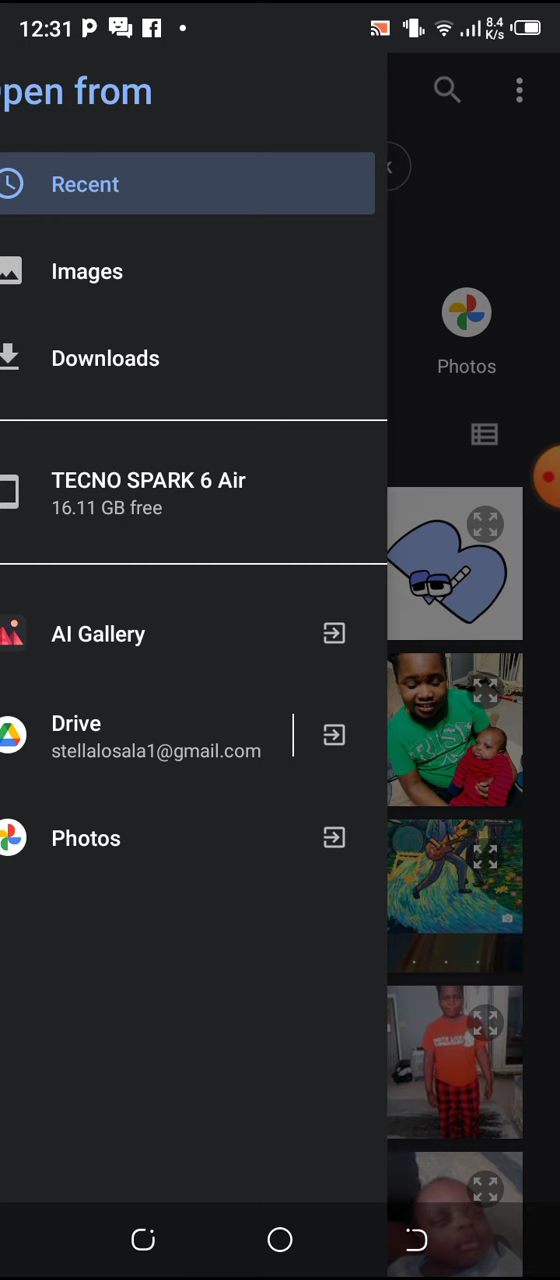 12:31
8.4
K/s
pen from
Recent
Images
Downloads
Photos
TECNO SPARK 6 Air
16.11 GB free
AI Gallery
Drive
stellalosala1@gmail.com
Photos